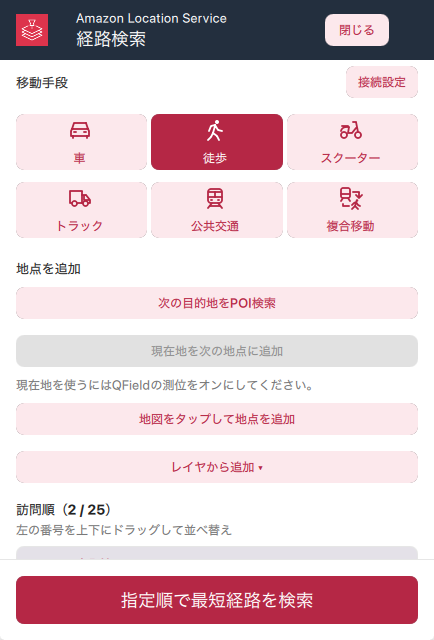 Amazon Location Service
経路検索
閉じる
移動手段
接続設定
車
徒歩
スクーター
トラック
公共交通
複合移動
地点を追加
次の目的地をPOI検索
現在地を次の地点に追加
現在地を使うにはQFieldの測位をオンにしてください。
地図をタップして地点を追加
レイヤから追加 ▾
訪問順（2 / 25）
左の番号を上下にドラッグして並べ替え
指定順で最短経路を検索